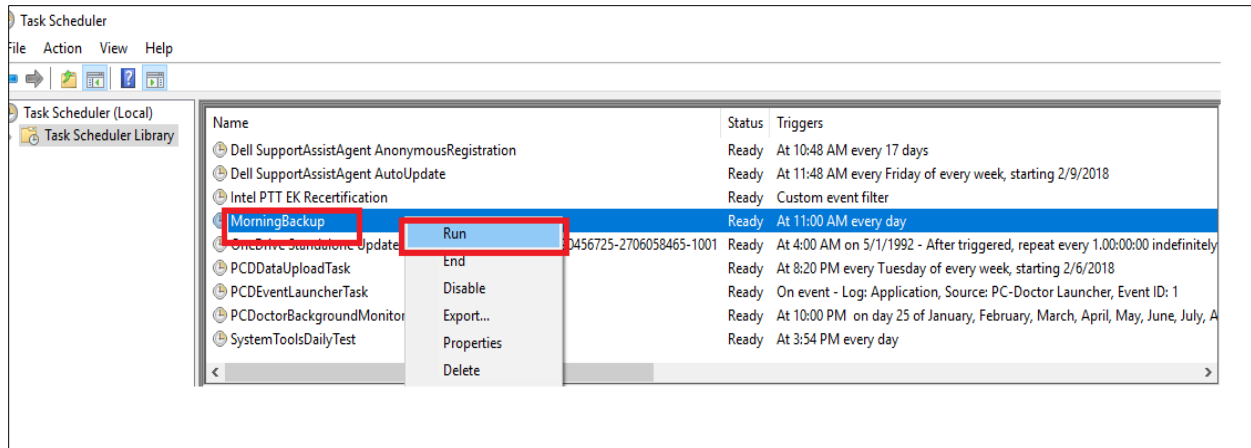 Task Scheduler
File Action View Help
Task Scheduler (Local)
Task Scheduler Library
Name Status Triggers
Dell SupportAssistAgent AnonymousRegistration Ready At 10:48 AM every 17 days
Dell SupportAssistAgent AutoUpdate Ready At 11:48 AM every Friday of every week, starting 2/9/2018
Intel PTT EK Recertification Ready Custom event filter
MorningBackup Ready At 11:00 AM every day
Run
OneDrive Standalone Update 0456725-2706058465-1001 Ready At 4:00 AM on 5/1/1992 - After triggered, repeat every 1.00:00:00 indefinitely
End
PCDDataUploadTask Ready At 8:20 PM every Tuesday of every week, starting 2/6/2018
Disable
PCDEventLauncherTask Ready On event - Log: Application, Source: PC-Doctor Launcher, Event ID: 1
Export...
PCDoctorBackgroundMonitor Ready At 10:00 PM on day 25 of January, February, March, April, May, June, July, A
Properties
SystemToolsDailyTest Ready At 3:54 PM every day
Delete